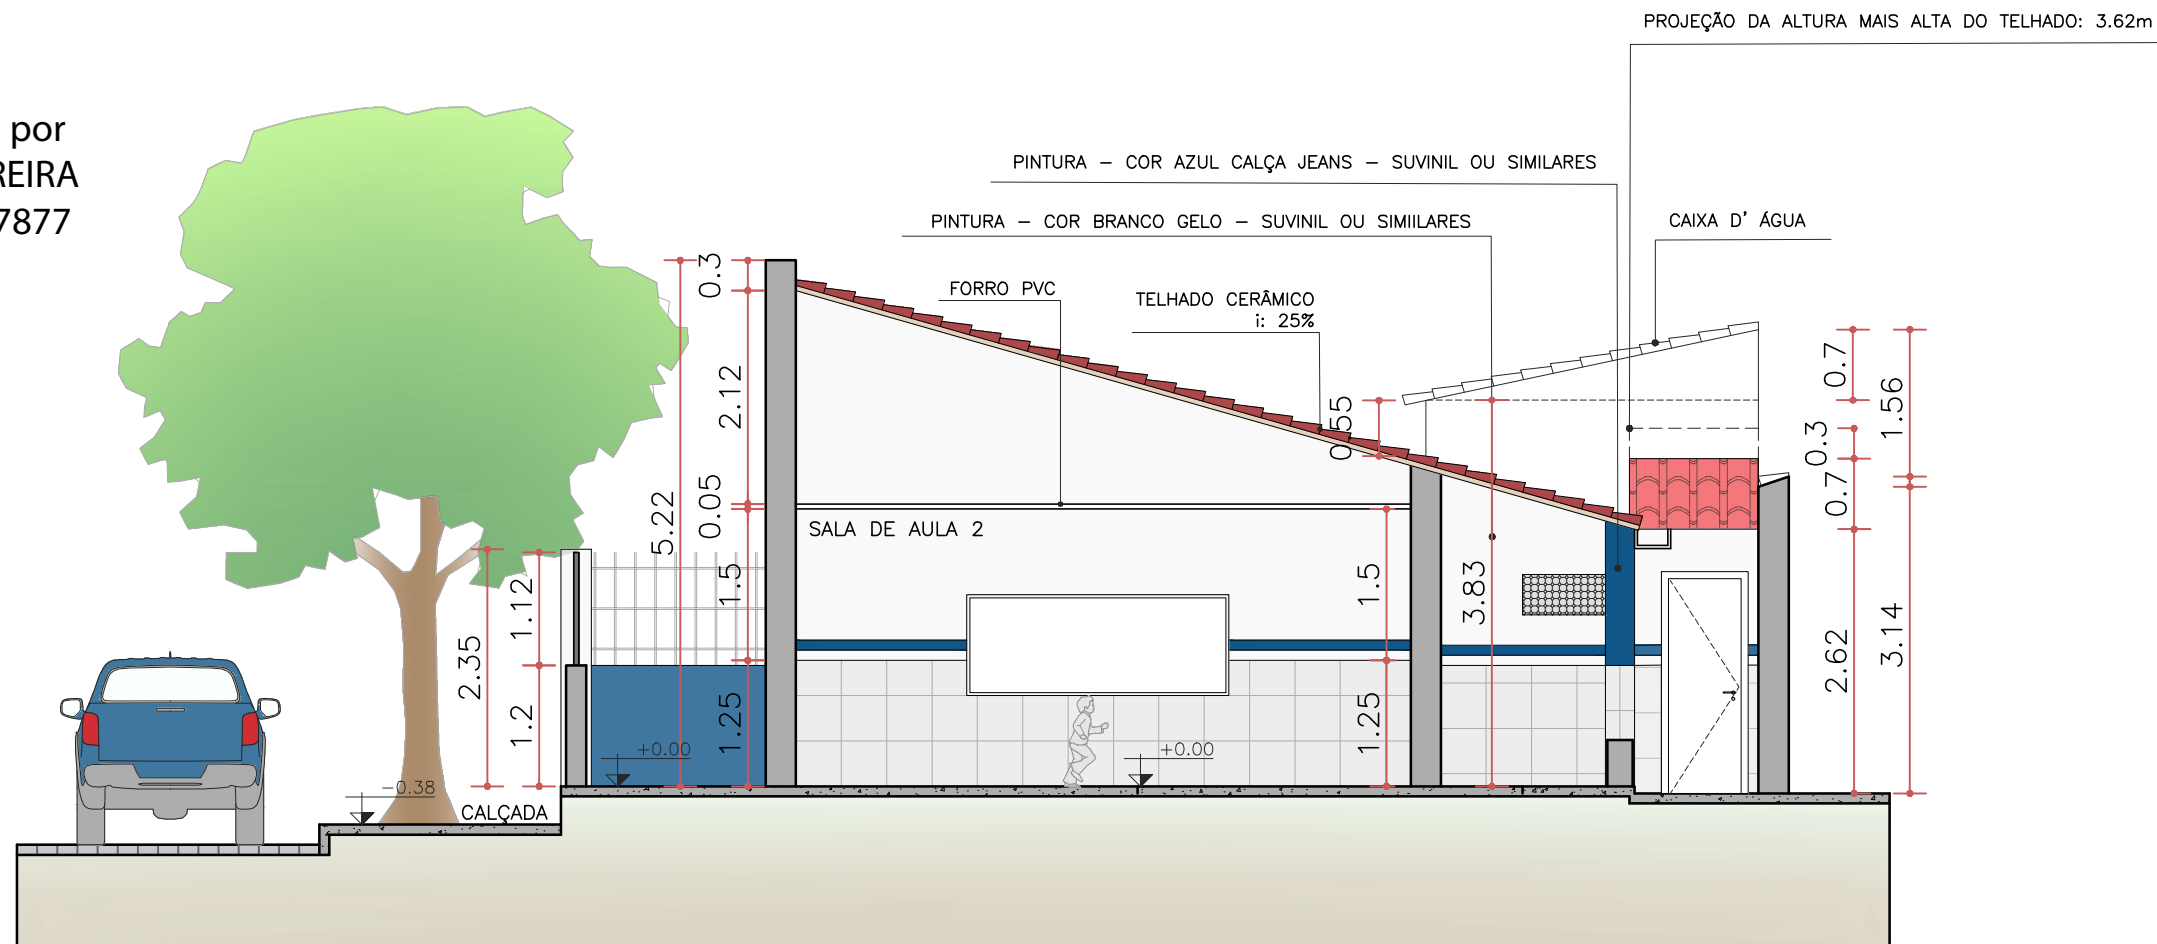 PROJEÇÃO DA ALTURA MAIS ALTA DO TELHADO: 3.62m
por
REIRA
7877
PINTURA – COR AZUL CALÇA JEANS – SUVINIL OU SIMILARES
PINTURA – COR BRANCO GELO – SUVINIL OU SIMIILARES
CAIXA D' ÁGUA
FORRO PVC
TELHADO CERÂMICO
i: 25%
0.3
2.12
0.05
5.22
1.5
1.25
SALA DE AULA 2
0.55
3.83
1.5
1.25
0.7
1.56
0.3
0.7
2.62
3.14
1.12
2.35
1.2
+0.00
+0.00
-0.38
CALÇADA